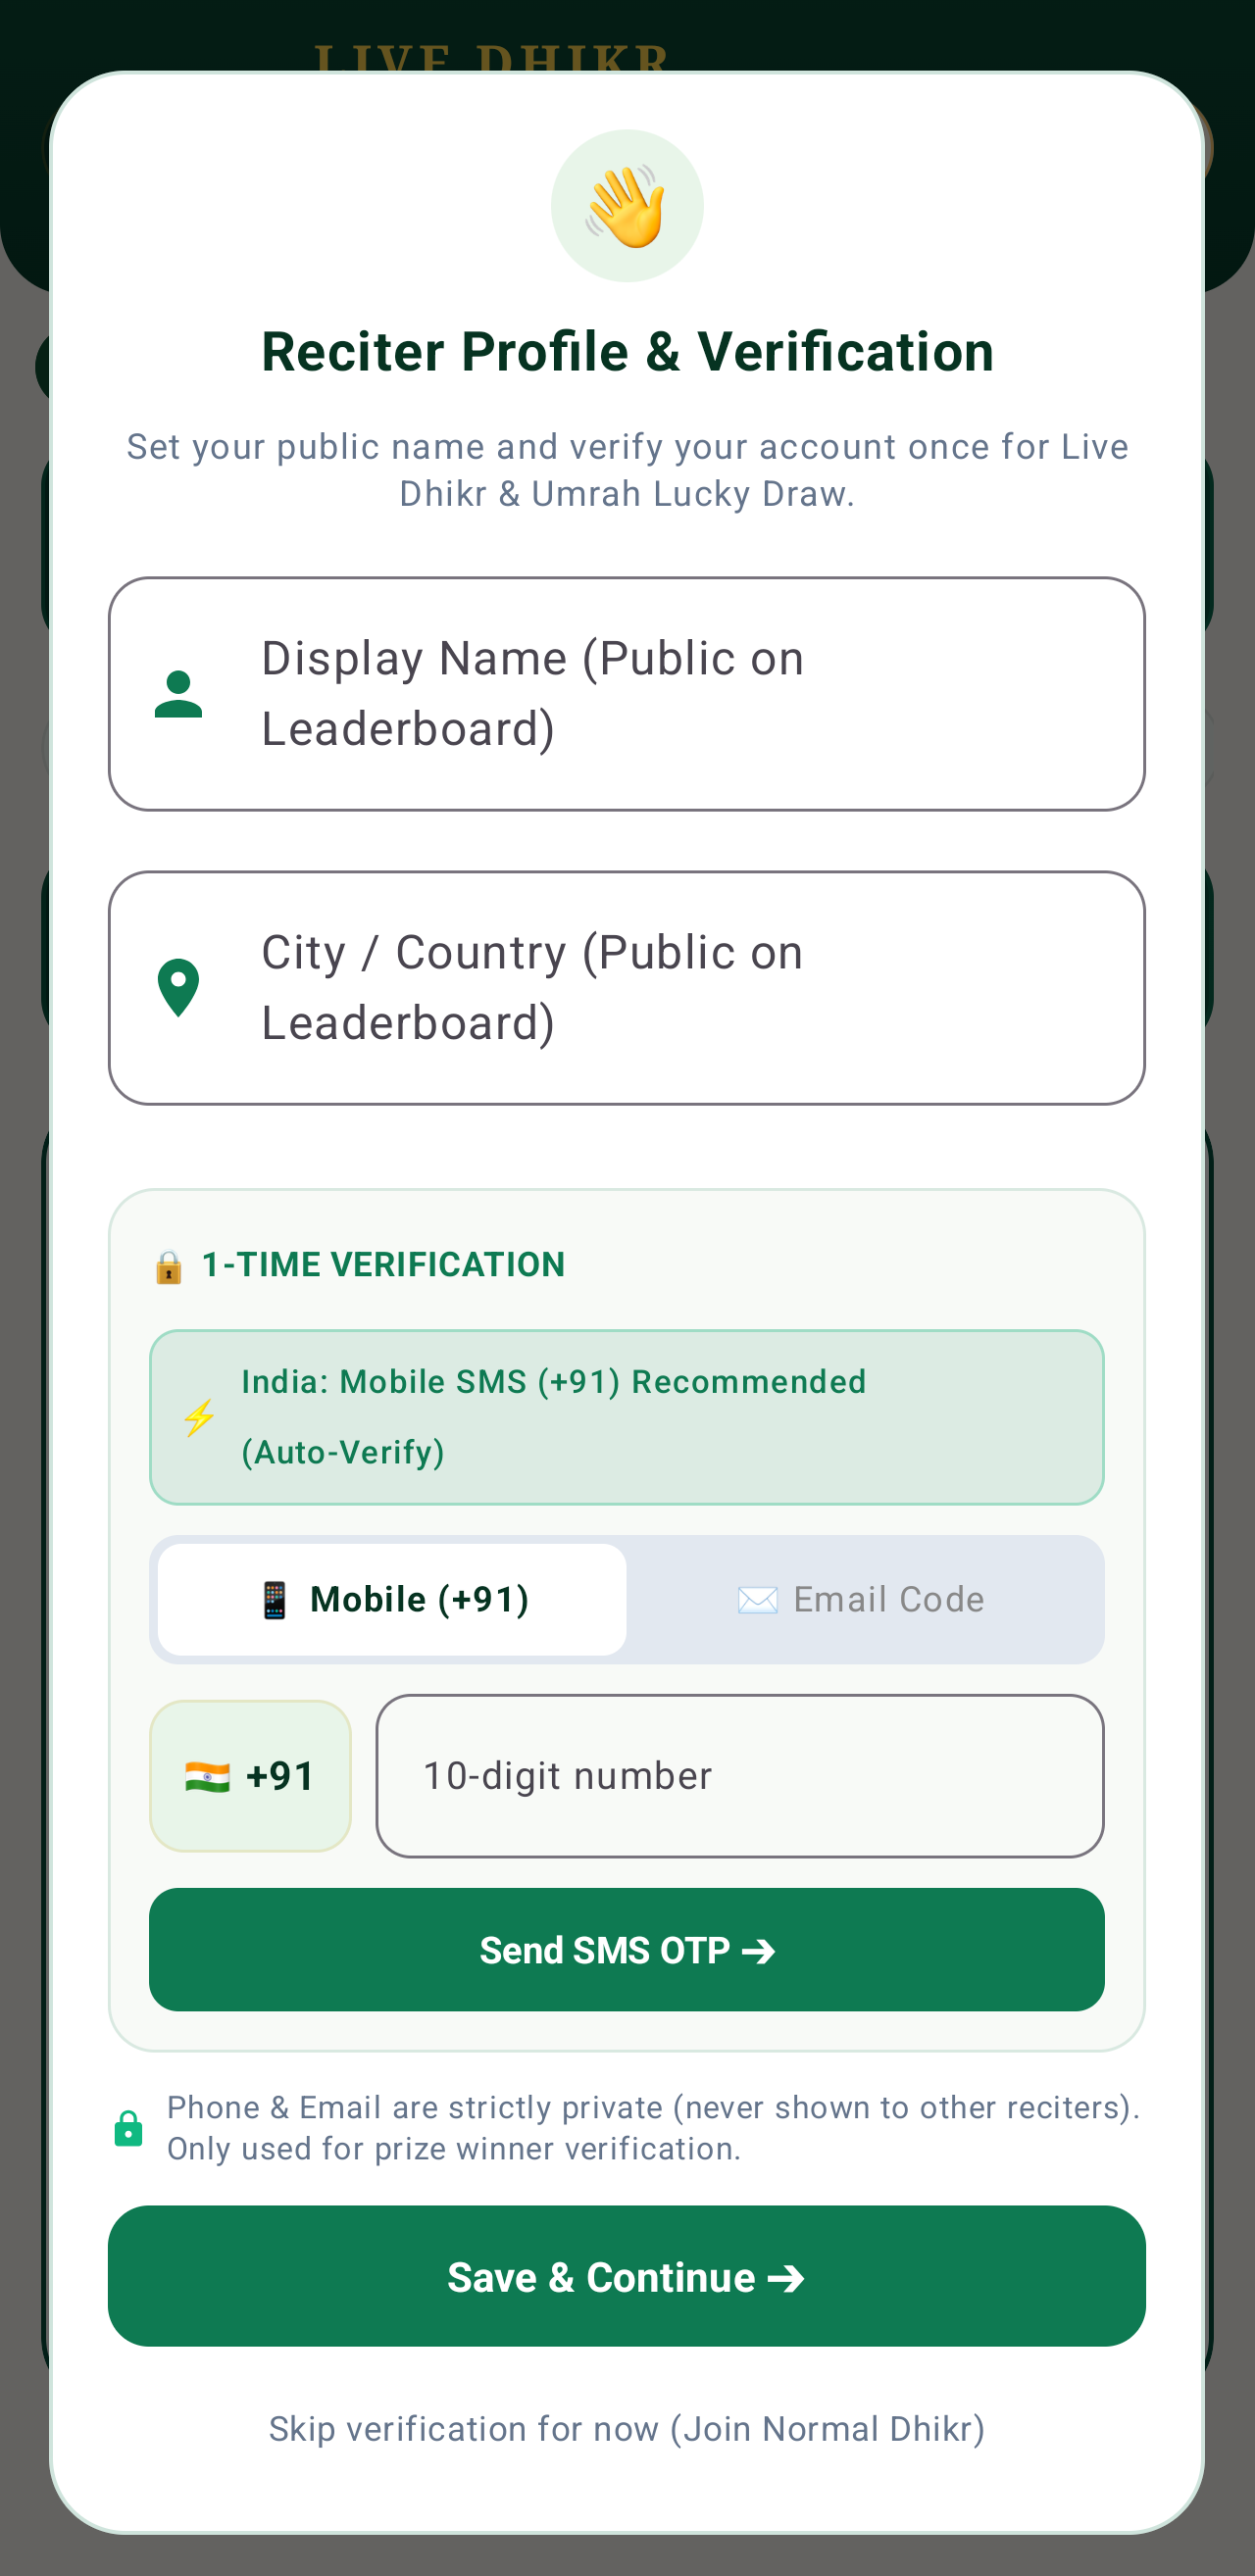 LIVE DHIKR
Reciter Profile & Verification
Set your public name and verify your account once for Live
Dhikr & Umrah Lucky Draw.
Display Name (Public on
Leaderboard)
City / Country (Public on
Leaderboard)
🔒 1-TIME VERIFICATION
⚡ India: Mobile SMS (+91) Recommended
(Auto-Verify)
📱 Mobile (+91)
✉️ Email Code
🇮🇳 +91
10-digit number
Send SMS OTP ➔
Phone & Email are strictly private (never shown to other reciters).
Only used for prize winner verification.
Save & Continue ➔
Skip verification for now (Join Normal Dhikr)